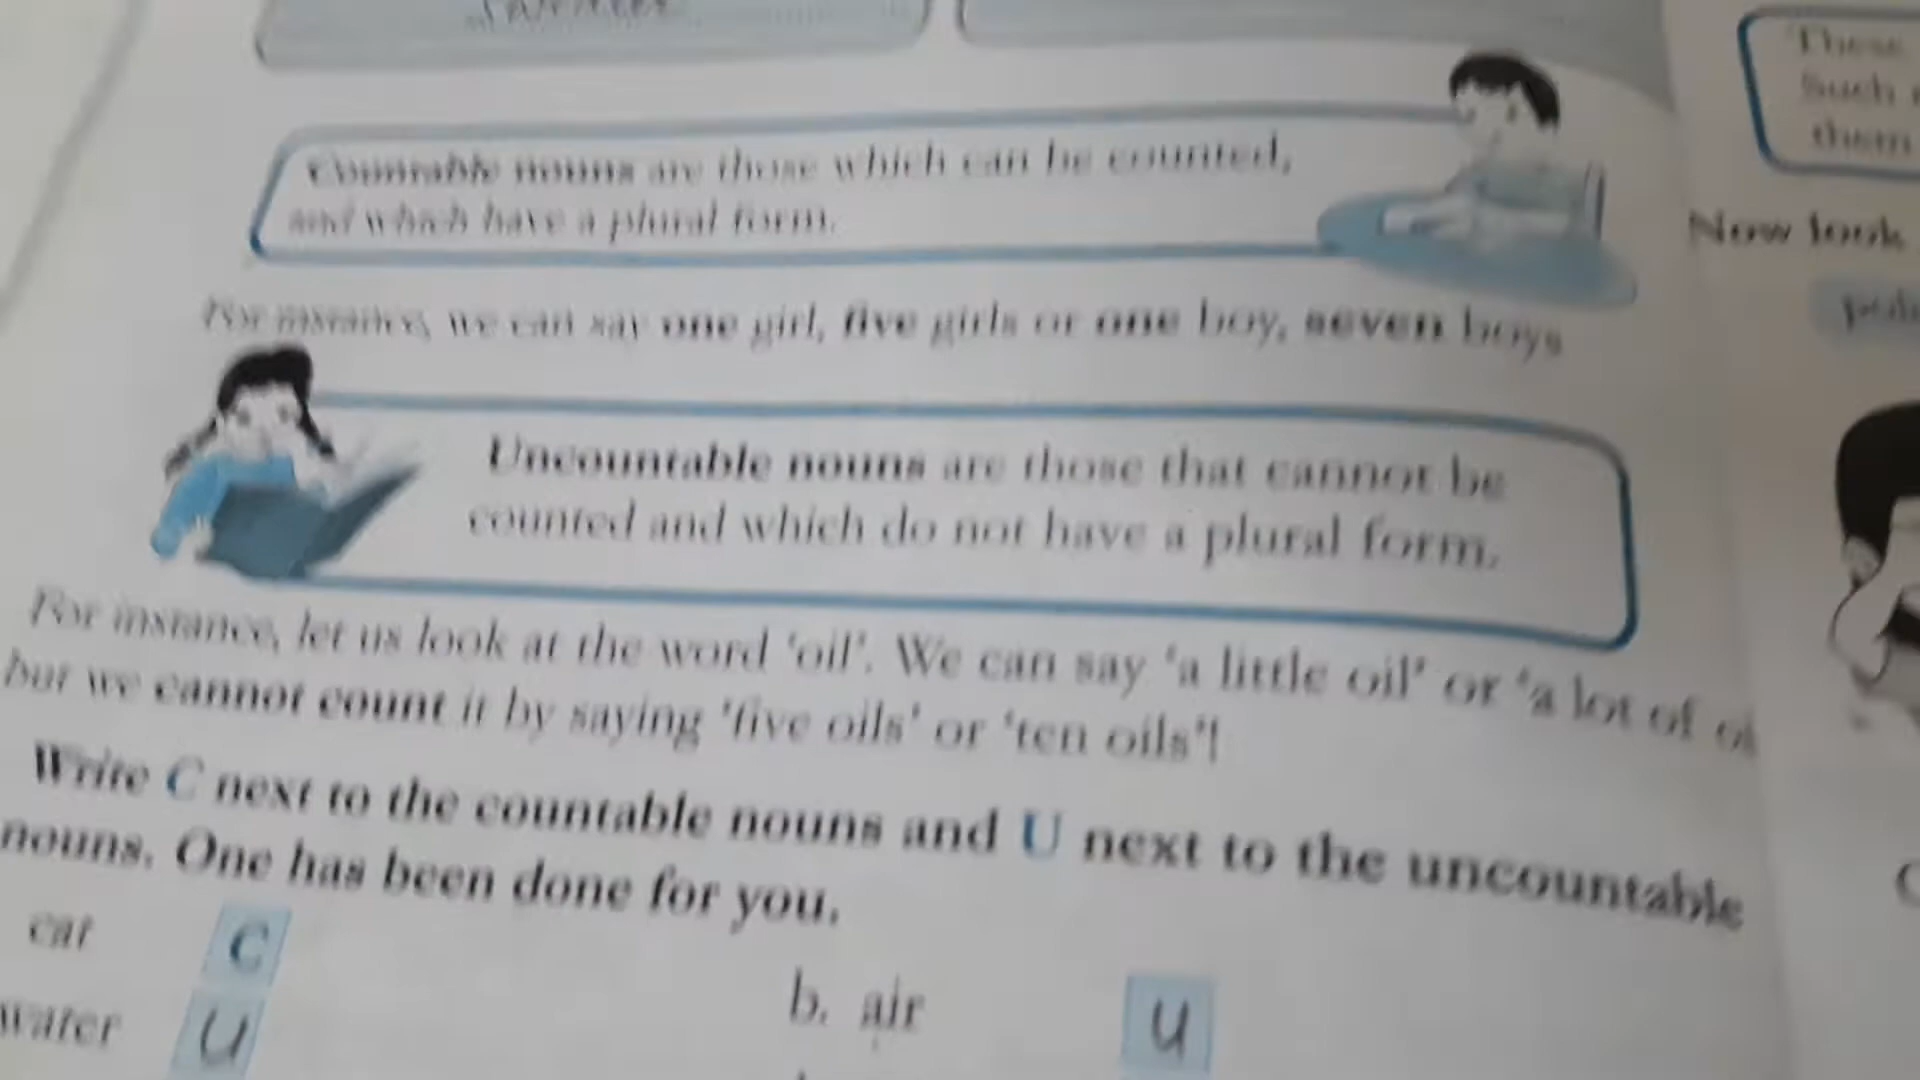 Countable nouns are those which can be counted,
and which have a plural form.
For instance, we can say one girl, five girls or one boy, seven boys
Uncountable nouns are those that cannot be
counted and which do not have a plural form.
For instance, let us look at the word 'oil'. We can say 'a little oil' or 'a lot of
but we cannot count it by saying 'five oils' or 'ten oils'!
Write C next to the countable nouns and U next to the uncountable
nouns. One has been done for you.
cat C
b. air U
water U
These
Such
them
Now look